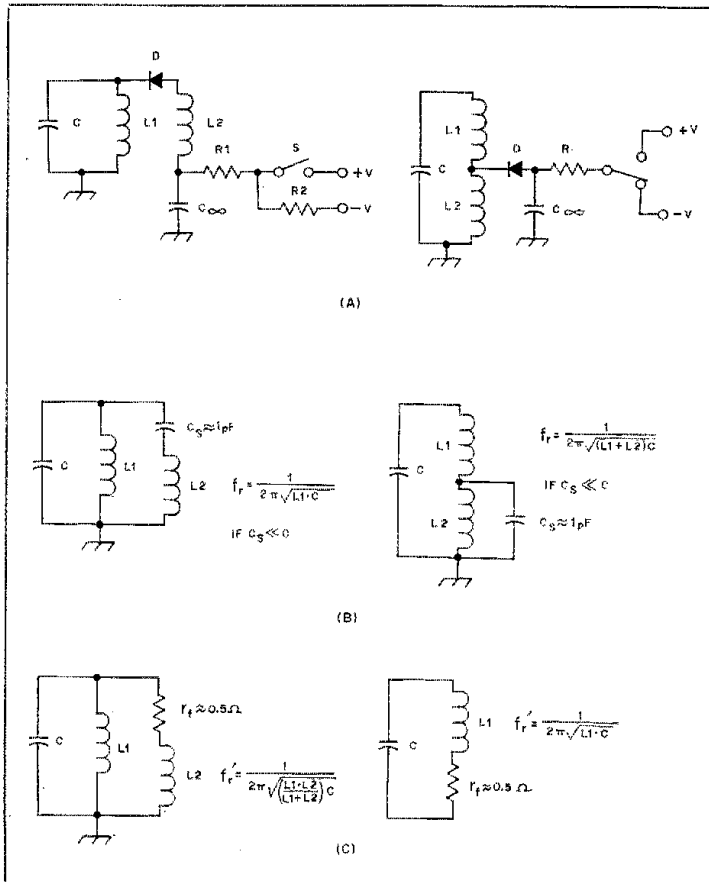 D
C
L1
L2
R1
S
+V
R2
-V
C∞
L1
C
L2
D
R
+V
-V
C∞
(A)
C
L1
Cs≈1pF
L2
fr = 1 / 2π√L1·C
IF Cs ≪ C
C
L1
L2
Cs≈1pF
fr = 1 / 2π√(L1+L2)C
IF Cs ≪ C
(B)
C
L1
rf≈0.5Ω
L2
fr' = 1 / 2π√(L1·L2 / L1+L2)C
C
L1
rf≈0.5Ω
fr' = 1 / 2π√L1·C
(C)